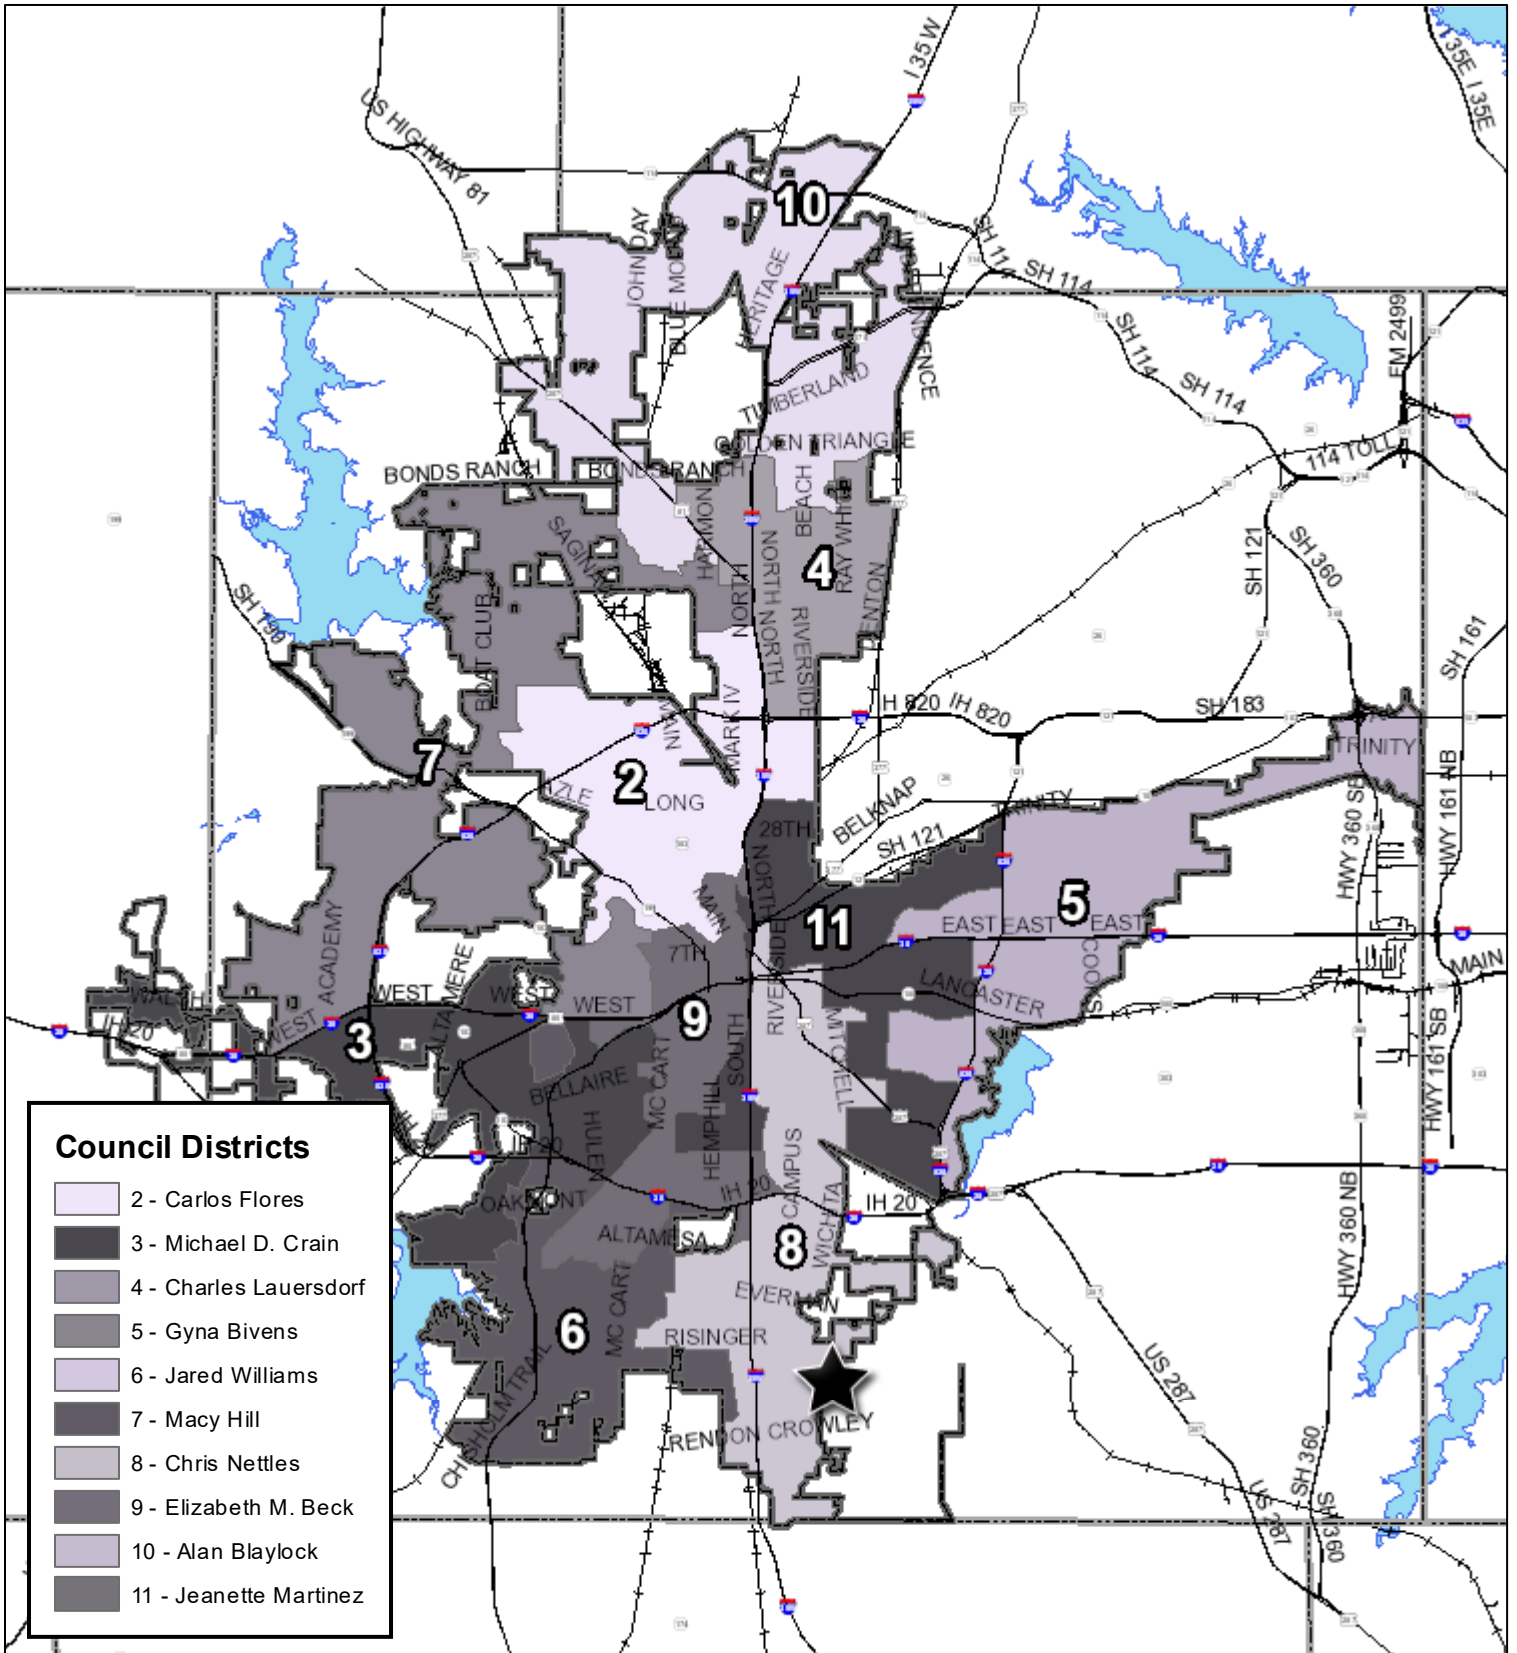 I 35W
I 35E I 35E
US HIGHWAY 81
10
JOHN DAY
BLUE MOUND
HERITAGE
SH 114
SH 114
SH 114
FM 2499
TIMBERLAND
GOLDEN TRIANGLE
BONDS RANCH
BONDS RANCH
114 TOLL
HARMON
BEACH
RAY WHITE
SAGINAW
4
SH 121
SH 360
NORTH
NORTH
NORTH
DENTON
SH 199
BOAT CLUB
RIVERSIDE
SH 161
IH 820
SH 183
TRINITY
MARK IV
7
2
LONG
AZLE
BELKNAP
TRINITY
28TH
SH 121
HWY 360 SB
HWY 161 NB
NORTH
MAIN
11
5
EAST EAST EAST
ACADEMY
7TH
RIVERSIDE
COOKS
LANCASTER
MAIN
WALSH
WEST
WEST
WEST
WEST
IH 20
3
9
ALTAMERE
SOUTH
MC CART
MITCHELL
HWY 161 SB
BELLAIRE
HULEN
HEMPHILL
CAMPUS
IH 20
IH 20
IH 20
OAKMONT
ALTAMESA
WICHITA
8
HWY 360 NB
EVERMAN
MC CART
6
RISINGER
US 287
CHISHOLM TRAIL
RENDON CROWLEY
SH 360
US 287
SH 360
Council Districts
2 - Carlos Flores
3 - Michael D. Crain
4 - Charles Lauersdorf
5 - Gyna Bivens
6 - Jared Williams
7 - Macy Hill
8 - Chris Nettles
9 - Elizabeth M. Beck
10 - Alan Blaylock
11 - Jeanette Martinez